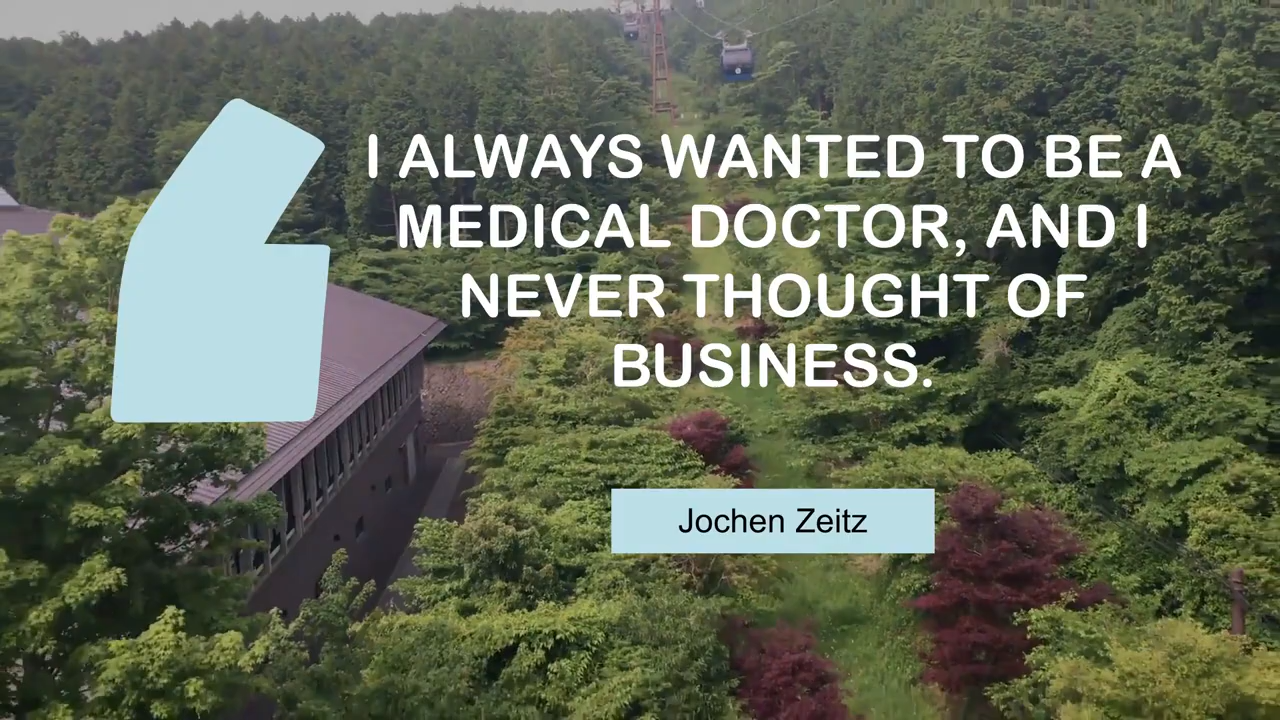 I ALWAYS WANTED TO BE A
MEDICAL DOCTOR, AND I
NEVER THOUGHT OF
BUSINESS.
Jochen Zeitz